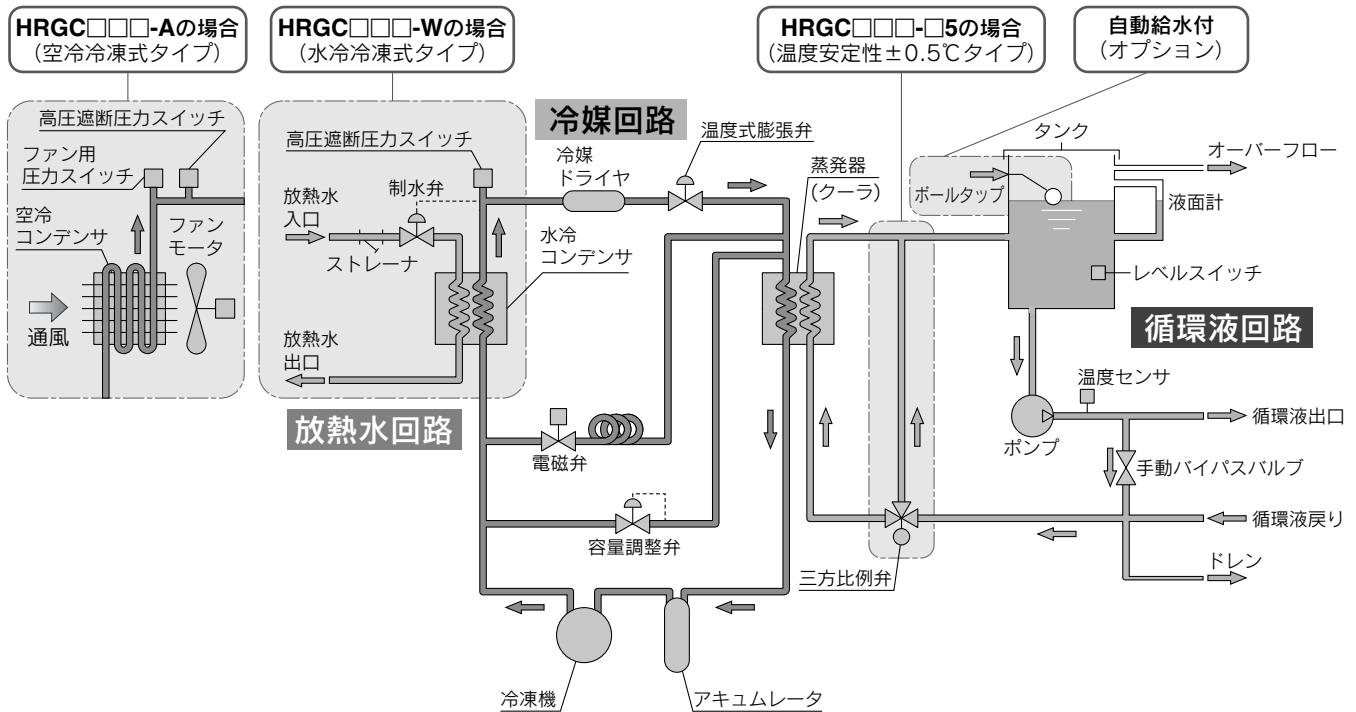 HRGC□□□-Aの場合
(空冷冷凍式タイプ)
HRGC□□□-Wの場合
(水冷冷凍式タイプ)
HRGC□□□-□5の場合
(温度安定性±0.5℃タイプ)
自動給水付
(オプション)
高圧遮断圧力スイッチ
ファン用
圧力スイッチ
空冷
コンデンサ
ファン
モータ
通風
高圧遮断圧力スイッチ
放熱水
入口
制水弁
ストレーナ
放熱水
出口
水冷
コンデンサ
放熱水回路
冷媒回路
冷媒
ドライヤ
温度式膨張弁
蒸発器
(クーラ)
電磁弁
容量調整弁
冷凍機
アキュムレータ
三方比例弁
タンク
ボールタップ
オーバーフロー
液面計
レベルスイッチ
循環液回路
温度センサ
ポンプ
循環液出口
手動バイパスバルブ
循環液戻り
ドレン